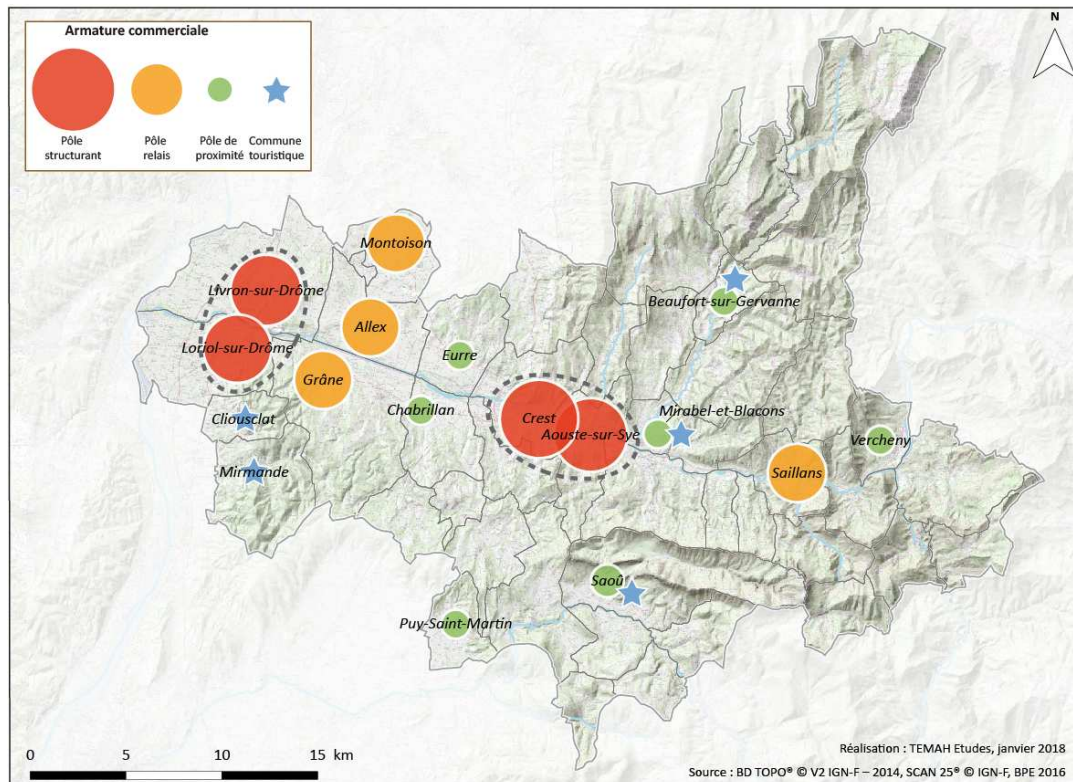 Armature commerciale
Pôle structurant
Pôle relais
Pôle de proximité
Commune touristique
N
Montoison
Livron-sur-Drôme
Allex
Loriol-sur-Drôme
Beaufort-sur-Gervanne
Eurre
Grâne
Chabrillan
Cliousclat
Crest
Aouste-sur-Sye
Mirabel-et-Blacons
Vercheny
Mirmande
Saillans
Saoû
Puy-Saint-Martin
0 5 10 15 km
Réalisation : TEMAH Etudes, janvier 2018
Source : BD TOPO® © V2 IGN-F – 2014, SCAN 25® © IGN-F, BPE 2016